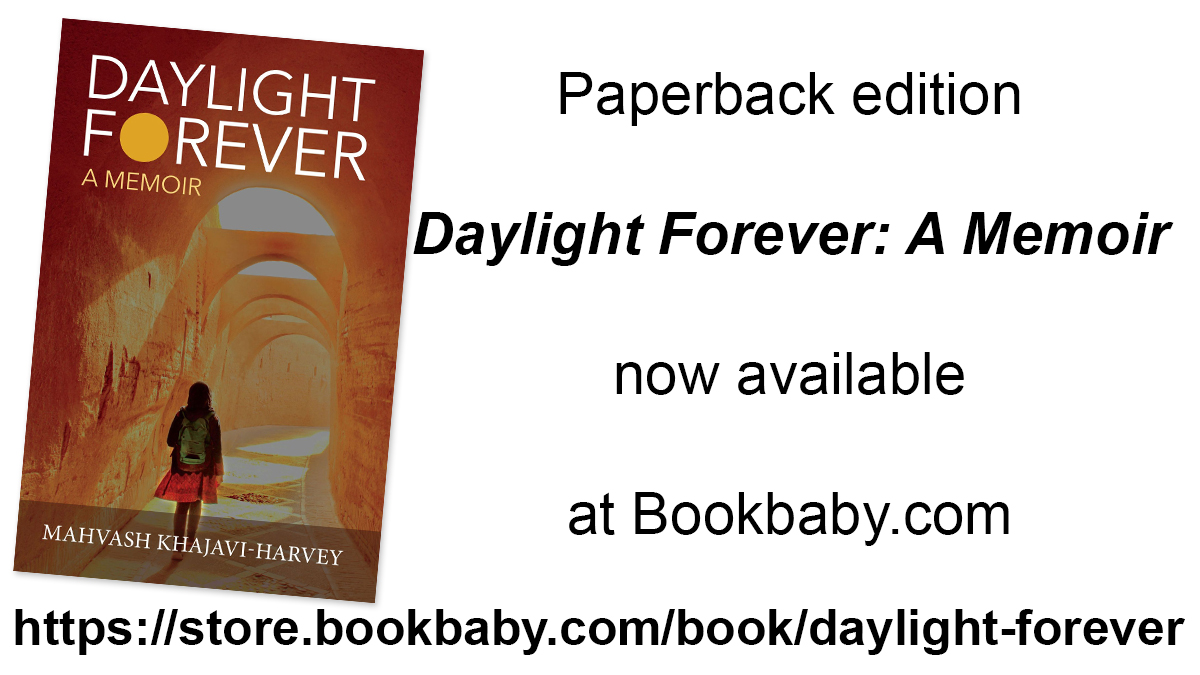 DAYLIGHT
FOREVER
A MEMOIR
MAHVASH KHAJAVI-HARVEY
Paperback edition
Daylight Forever: A Memoir
now available
at Bookbaby.com
https://store.bookbaby.com/book/daylight-forever